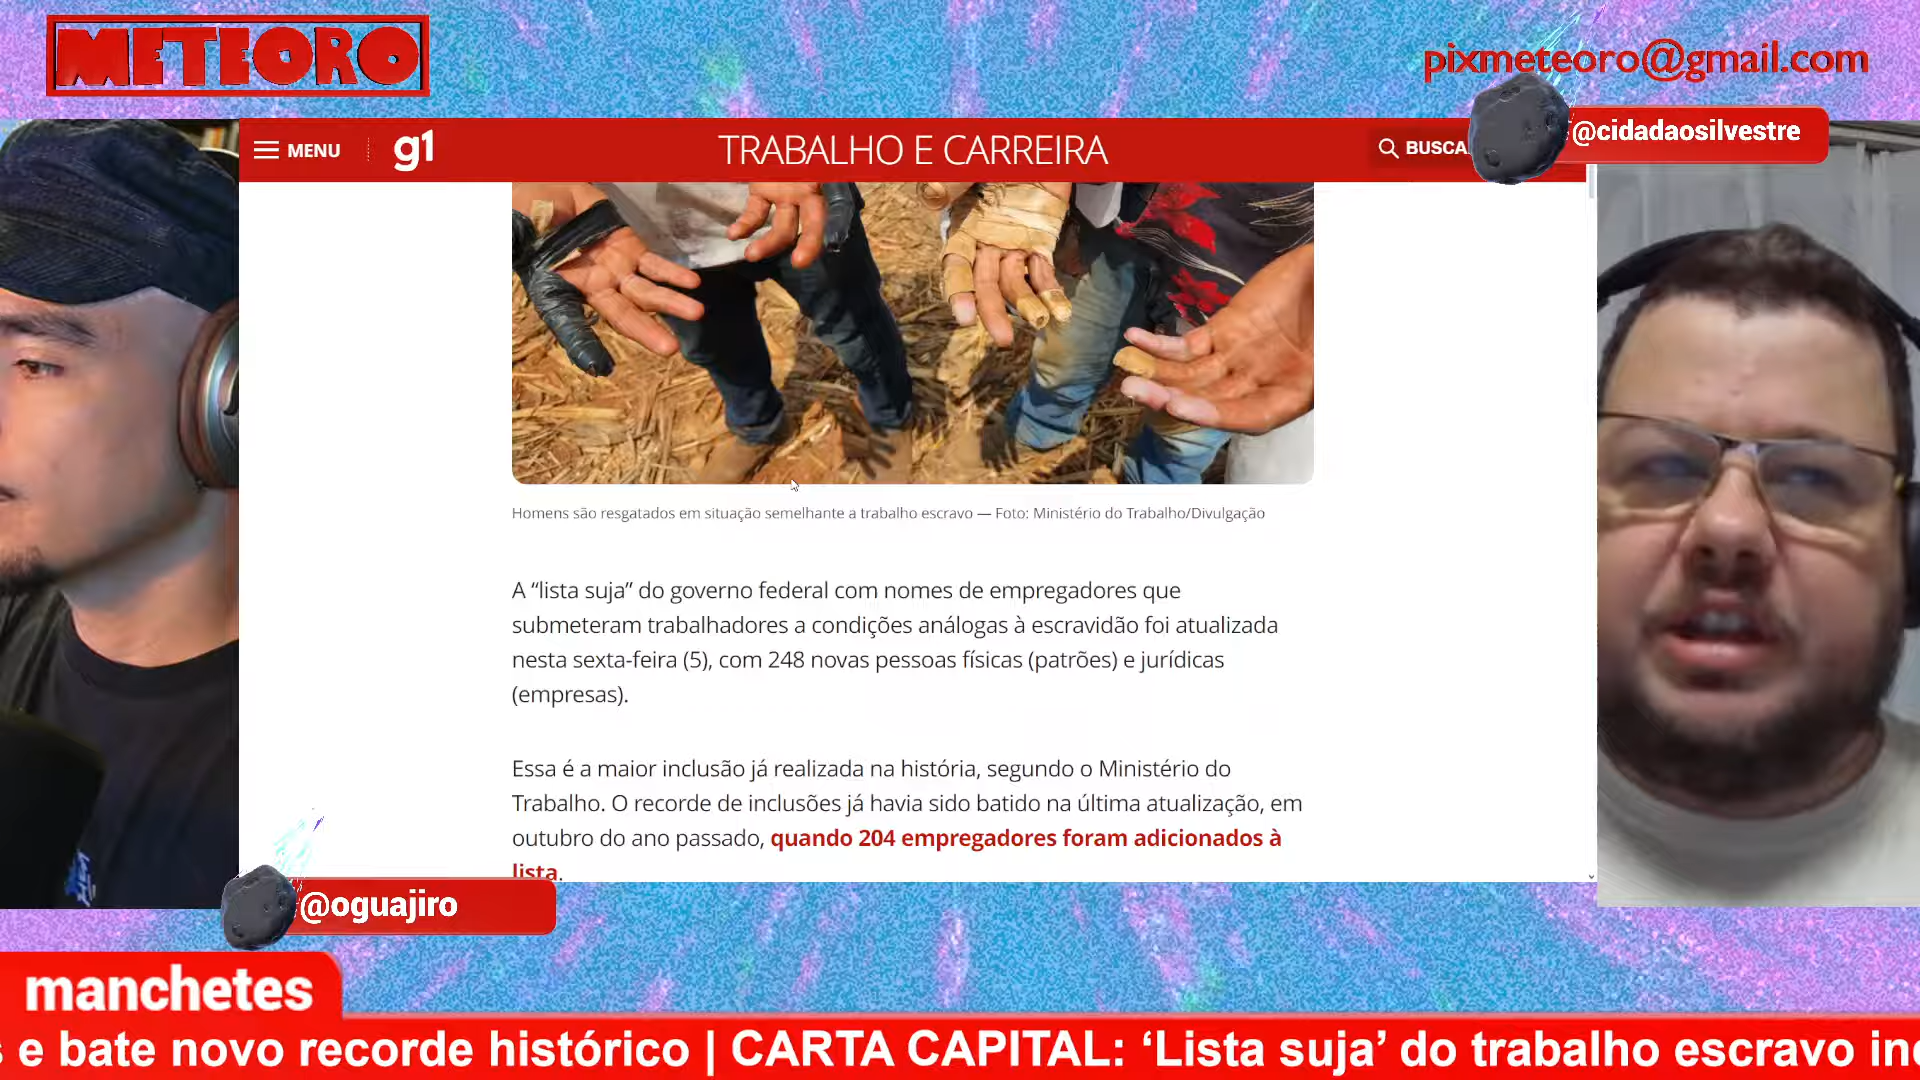 METEORO
pixmeteoro@gmail.com
@cidadaosilvestre
MENU
g1
TRABALHO E CARREIRA
BUSCA
Homens são resgatados em situação semelhante a trabalho escravo — Foto: Ministério do Trabalho/Divulgação
A “lista suja” do governo federal com nomes de empregadores que
submeteram trabalhadores a condições análogas à escravidão foi atualizada
nesta sexta-feira (5), com 248 novas pessoas físicas (patrões) e jurídicas
(empresas).
Essa é a maior inclusão já realizada na história, segundo o Ministério do
Trabalho. O recorde de inclusões já havia sido batido na última atualização, em
outubro do ano passado, quando 204 empregadores foram adicionados à
lista.
@oguajiro
manchetes
e bate novo recorde histórico | CARTA CAPITAL: ‘Lista suja’ do trabalho escravo